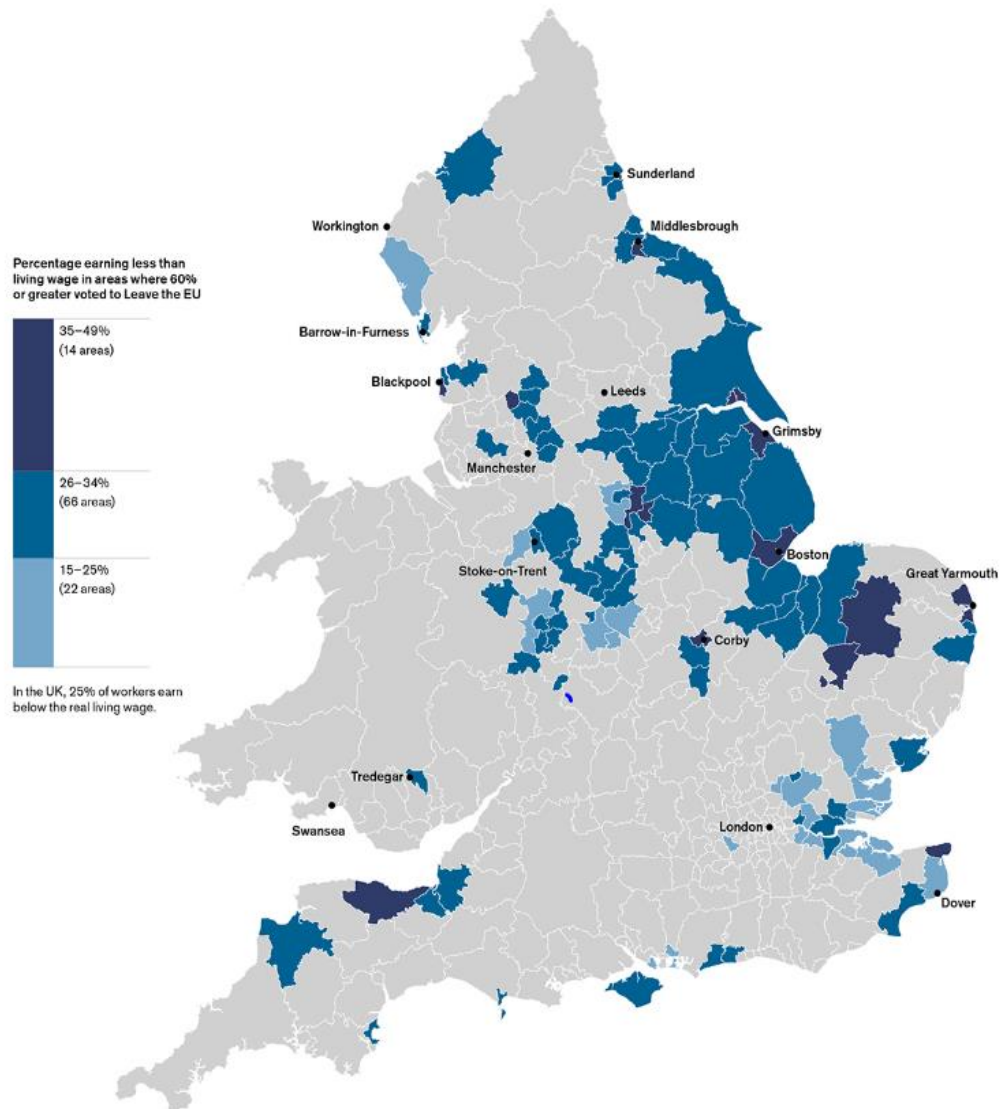 Sunderland
Workington
Middlesbrough
Percentage earning less than
living wage in areas where 60%
or greater voted to Leave the EU
35–49%
(14 areas)
Barrow-in-Furness
Blackpool
Leeds
Grimsby
Manchester
26–34%
(66 areas)
Boston
Stoke-on-Trent
15–25%
(22 areas)
Great Yarmouth
Corby
In the UK, 25% of workers earn
below the real living wage.
Tredegar
Swansea
London
Dover